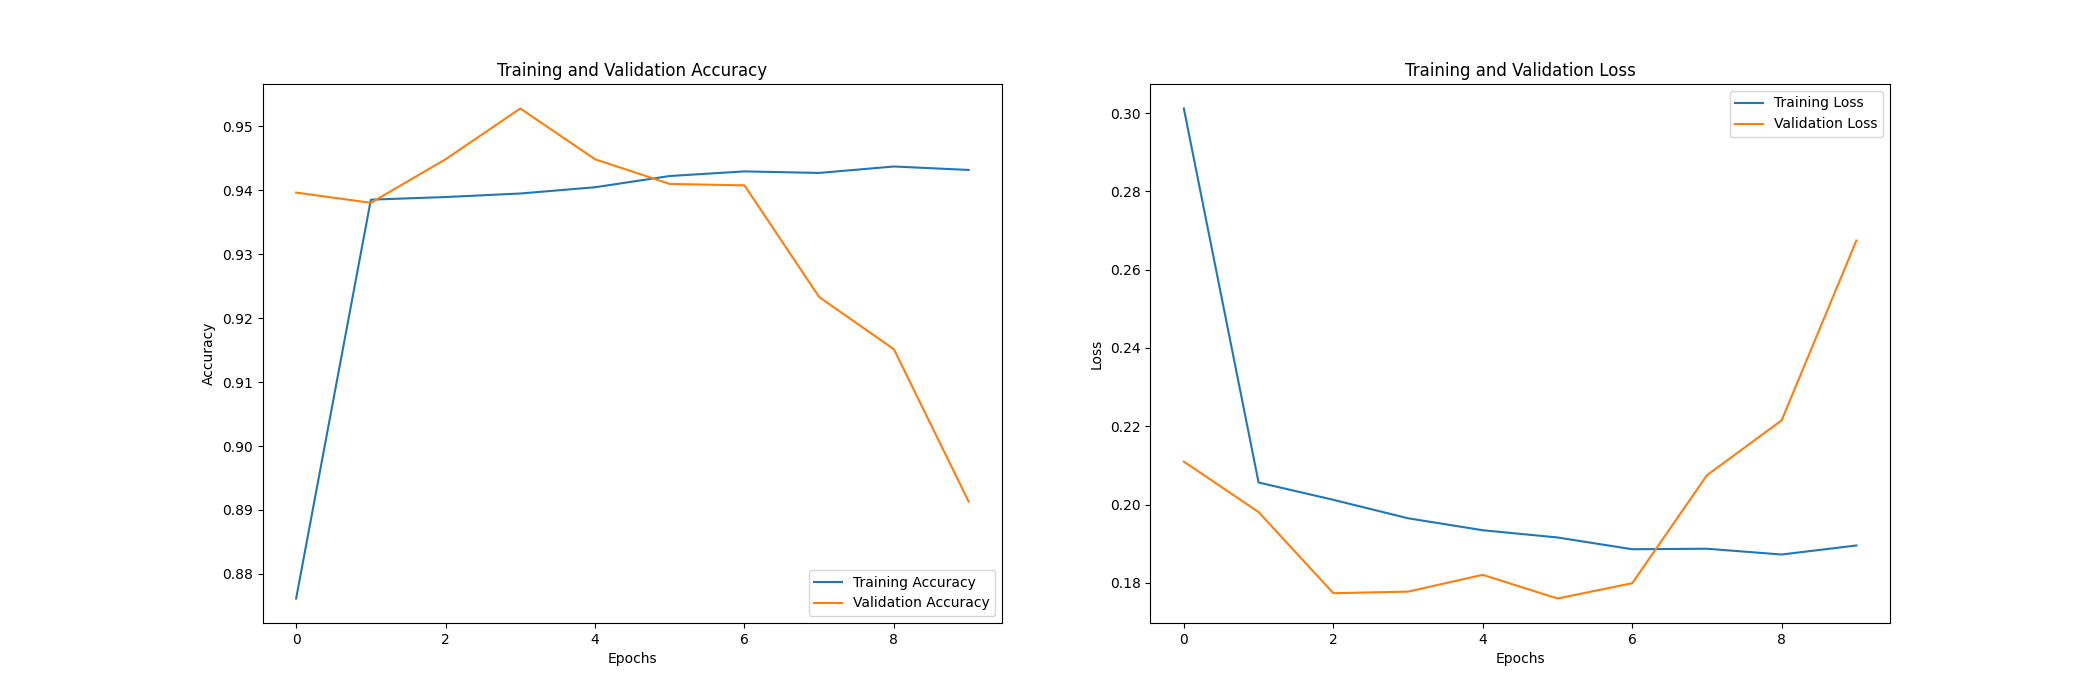 Training and Validation Accuracy
Accuracy
0.95
0.94
0.93
0.92
0.91
0.90
0.89
0.88
0
2
4
6
8
Epochs
Training Accuracy
Validation Accuracy
Training and Validation Loss
Loss
0.30
0.28
0.26
0.24
0.22
0.20
0.18
0
2
4
6
8
Epochs
Training Loss
Validation Loss